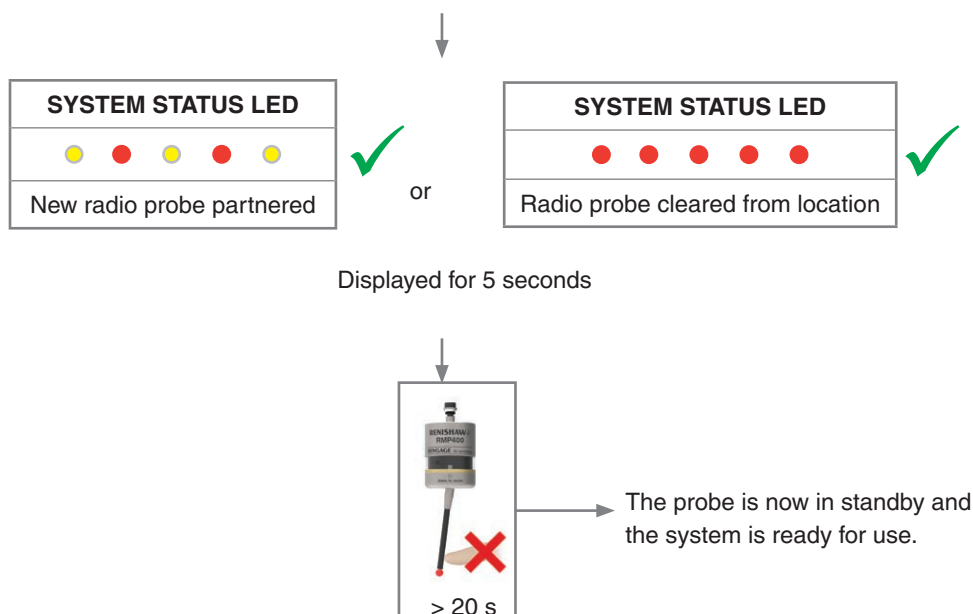 SYSTEM STATUS LED
New radio probe partnered
or
SYSTEM STATUS LED
Radio probe cleared from location
Displayed for 5 seconds
RENISHAW
RMP400
ENGAGE
> 20 s
The probe is now in standby and
the system is ready for use.